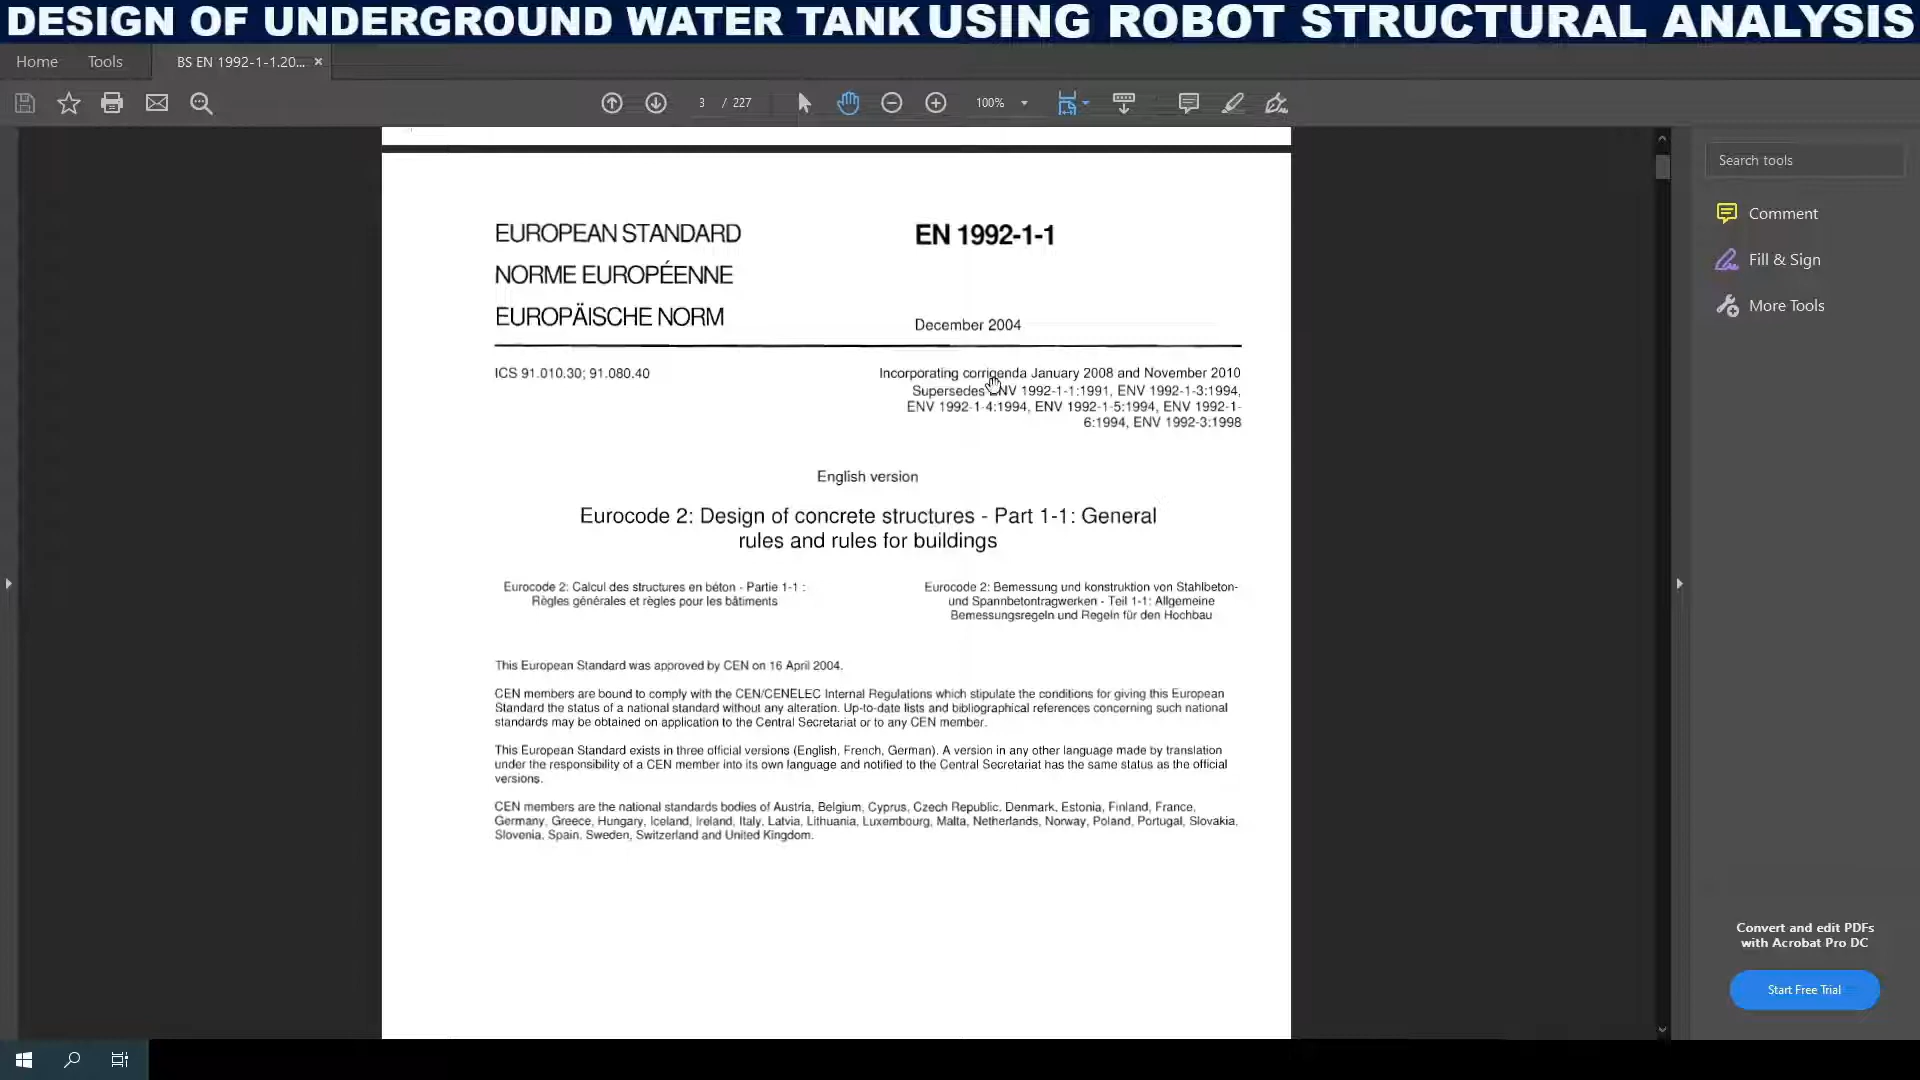 DESIGN OF UNDERGROUND WATER TANK USING ROBOT STRUCTURAL ANALYSIS
Home Tools BS EN 1992-1-1.20... ×
3 / 227 100%
Search tools
Comment
Fill & Sign
More Tools
EUROPEAN STANDARD
EN 1992-1-1
NORME EUROPÉENNE
EUROPÄISCHE NORM
December 2004
ICS 91.010.30; 91.080.40
Incorporating corrigenda January 2008 and November 2010
Supersedes ENV 1992-1-1:1991, ENV 1992-1-3:1994,
ENV 1992-1-4:1994, ENV 1992-1-5:1994, ENV 1992-1-
6:1994, ENV 1992-3:1998
English version
Eurocode 2: Design of concrete structures - Part 1-1: General
rules and rules for buildings
Eurocode 2: Calcul des structures en béton - Partie 1-1 :
Règles générales et règles pour les bâtiments
Eurocode 2: Bemessung und konstruktion von Stahlbeton-
und Spannbetontragwerken - Teil 1-1: Allgemeine
Bemessungsregeln und Regeln für den Hochbau
This European Standard was approved by CEN on 16 April 2004.
CEN members are bound to comply with the CEN/CENELEC Internal Regulations which stipulate the conditions for giving this European
Standard the status of a national standard without any alteration. Up-to-date lists and bibliographical references concerning such national
standards may be obtained on application to the Central Secretariat or to any CEN member.
This European Standard exists in three official versions (English, French, German). A version in any other language made by translation
under the responsibility of a CEN member into its own language and notified to the Central Secretariat has the same status as the official
versions.
CEN members are the national standards bodies of Austria, Belgium, Cyprus, Czech Republic, Denmark, Estonia, Finland, France,
Germany, Greece, Hungary, Iceland, Ireland, Italy, Latvia, Lithuania, Luxembourg, Malta, Netherlands, Norway, Poland, Portugal, Slovakia,
Slovenia, Spain, Sweden, Switzerland and United Kingdom.
Convert and edit PDFs
with Acrobat Pro DC
Start Free Trial